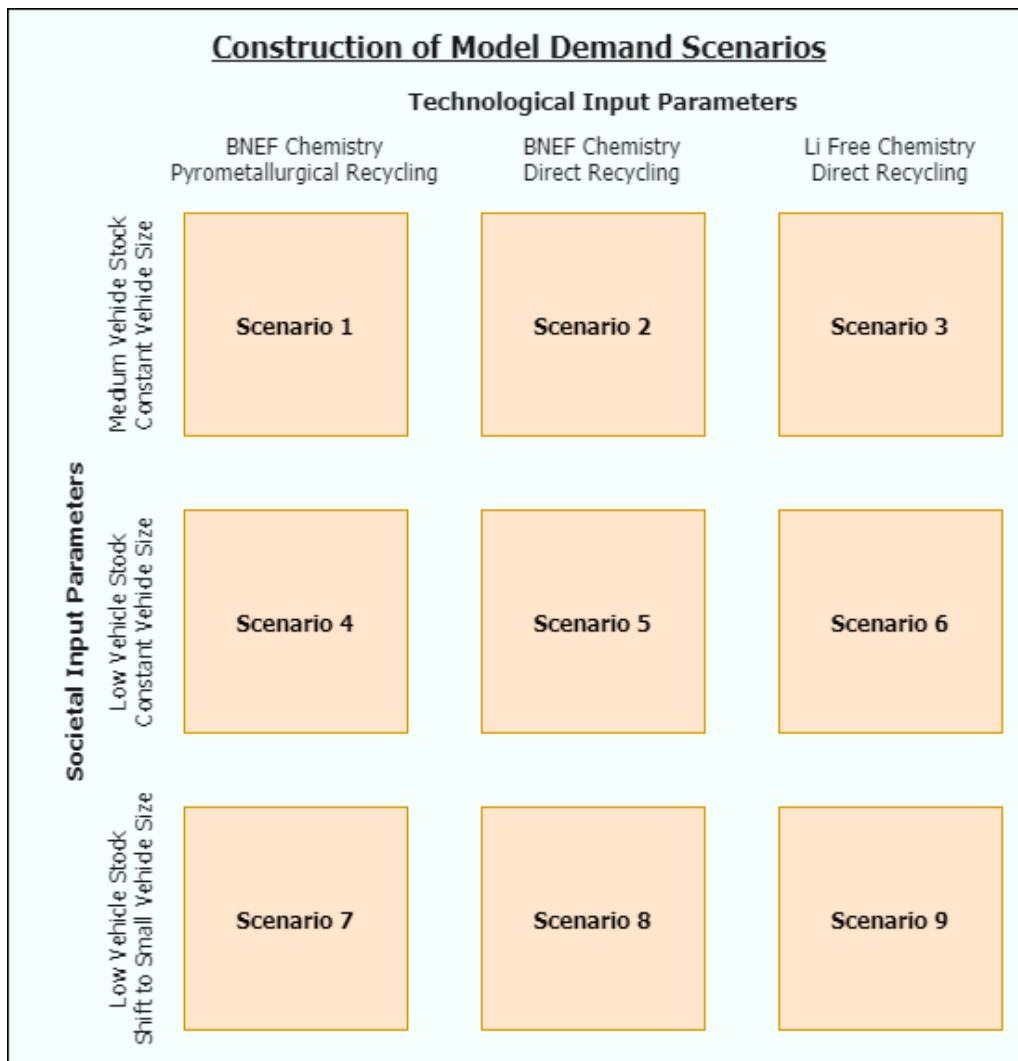 Construction of Model Demand Scenarios
Technological Input Parameters
BNEF Chemistry
Pyrometallurgical Recycling
BNEF Chemistry
Direct Recycling
Li Free Chemistry
Direct Recycling
Societal Input Parameters
Medium Vehicle Stock
Constant Vehicle Size
Scenario 1
Scenario 2
Scenario 3
Low Vehicle Stock
Constant Vehicle Size
Scenario 4
Scenario 5
Scenario 6
Low Vehicle Stock
Shift to Small Vehicle Size
Scenario 7
Scenario 8
Scenario 9